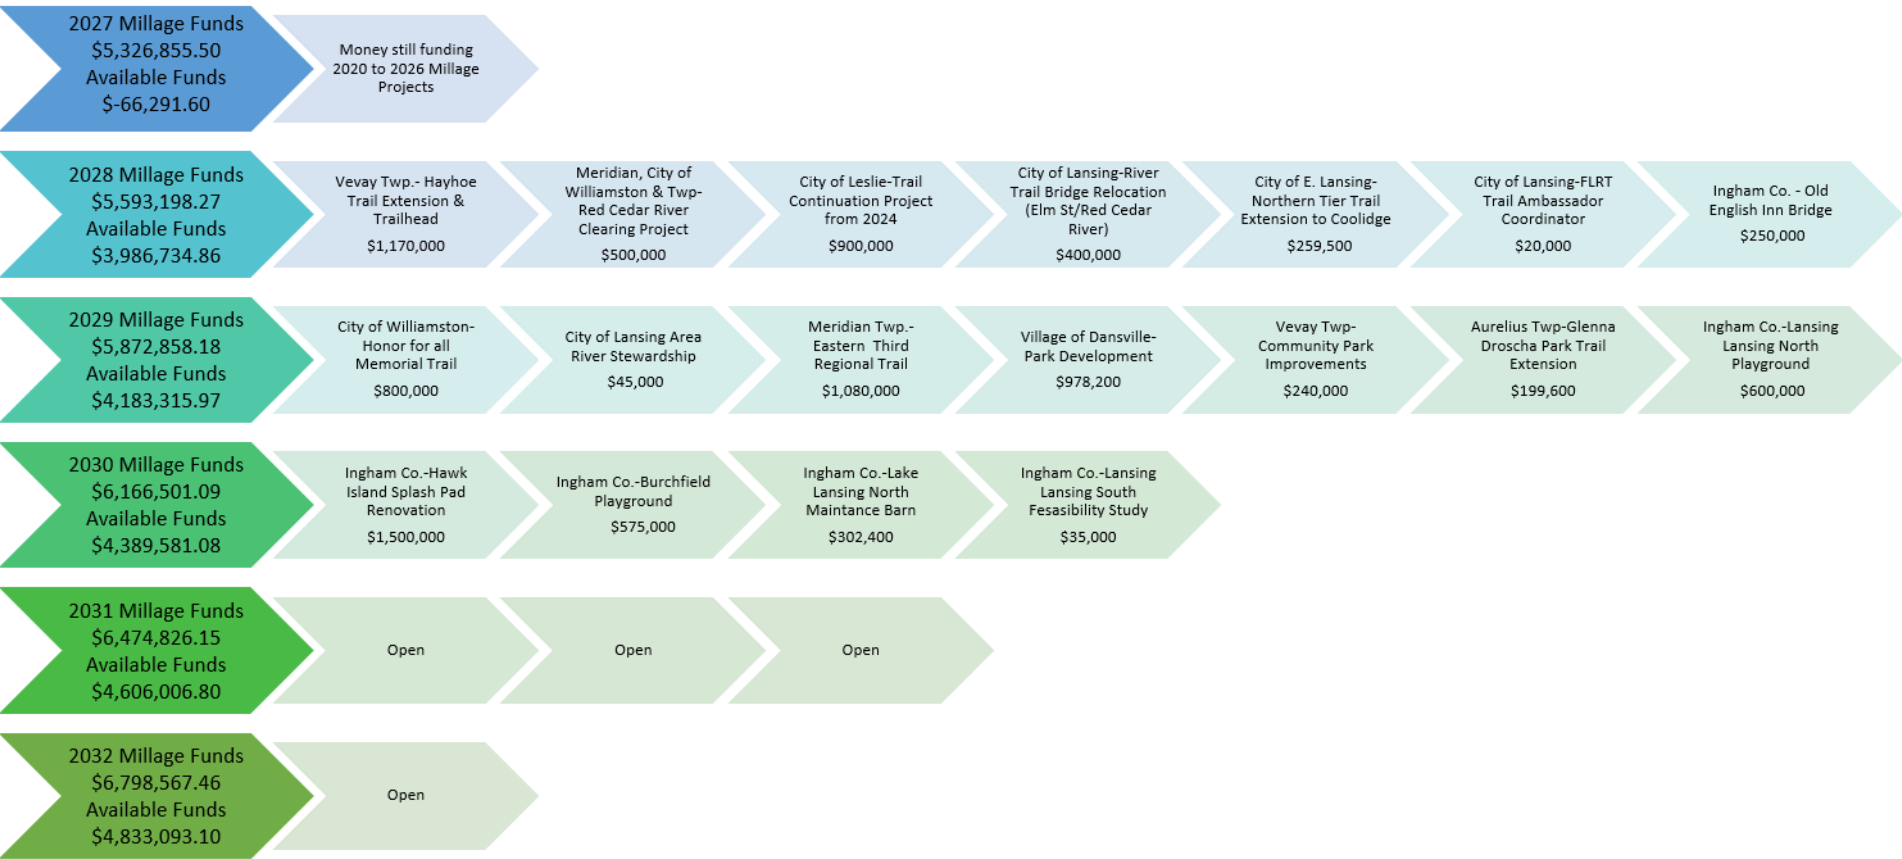 2027 Millage Funds
$5,326,855.50
Available Funds
$-66,291.60
Money still funding
2020 to 2026 Millage
Projects
2028 Millage Funds
$5,593,198.27
Available Funds
$3,986,734.86
Vevay Twp.- Hayhoe
Trail Extension &
Trailhead
$1,170,000
Meridian, City of
Williamston & Twp-
Red Cedar River
Clearing Project
$500,000
City of Leslie-Trail
Continuation Project
from 2024
$900,000
City of Lansing-River
Trail Bridge Relocation
(Elm St/Red Cedar
River)
$400,000
City of E. Lansing-
Northern Tier Trail
Extension to Coolidge
$259,500
City of Lansing-FLRT
Trail Ambassador
Coordinator
$20,000
Ingham Co. - Old
English Inn Bridge
$250,000
2029 Millage Funds
$5,872,858.18
Available Funds
$4,183,315.97
City of Williamston-
Honor for all
Memorial Trail
$800,000
City of Lansing Area
River Stewardship
$45,000
Meridian Twp.-
Eastern  Third
Regional Trail
$1,080,000
Village of Dansville-
Park Development
$978,200
Vevay Twp-
Community Park
Improvements
$240,000
Aurelius Twp-Glenna
Droscha Park Trail
Extension
$199,600
Ingham Co.-Lansing
Lansing North
Playground
$600,000
2030 Millage Funds
$6,166,501.09
Available Funds
$4,389,581.08
Ingham Co.-Hawk
Island Splash Pad
Renovation
$1,500,000
Ingham Co.-Burchfield
Playground
$575,000
Ingham Co.-Lake
Lansing North
Maintance Barn
$302,400
Ingham Co.-Lansing
Lansing South
Fesasibility Study
$35,000
2031 Millage Funds
$6,474,826.15
Available Funds
$4,606,006.80
Open
Open
Open
2032 Millage Funds
$6,798,567.46
Available Funds
$4,833,093.10
Open